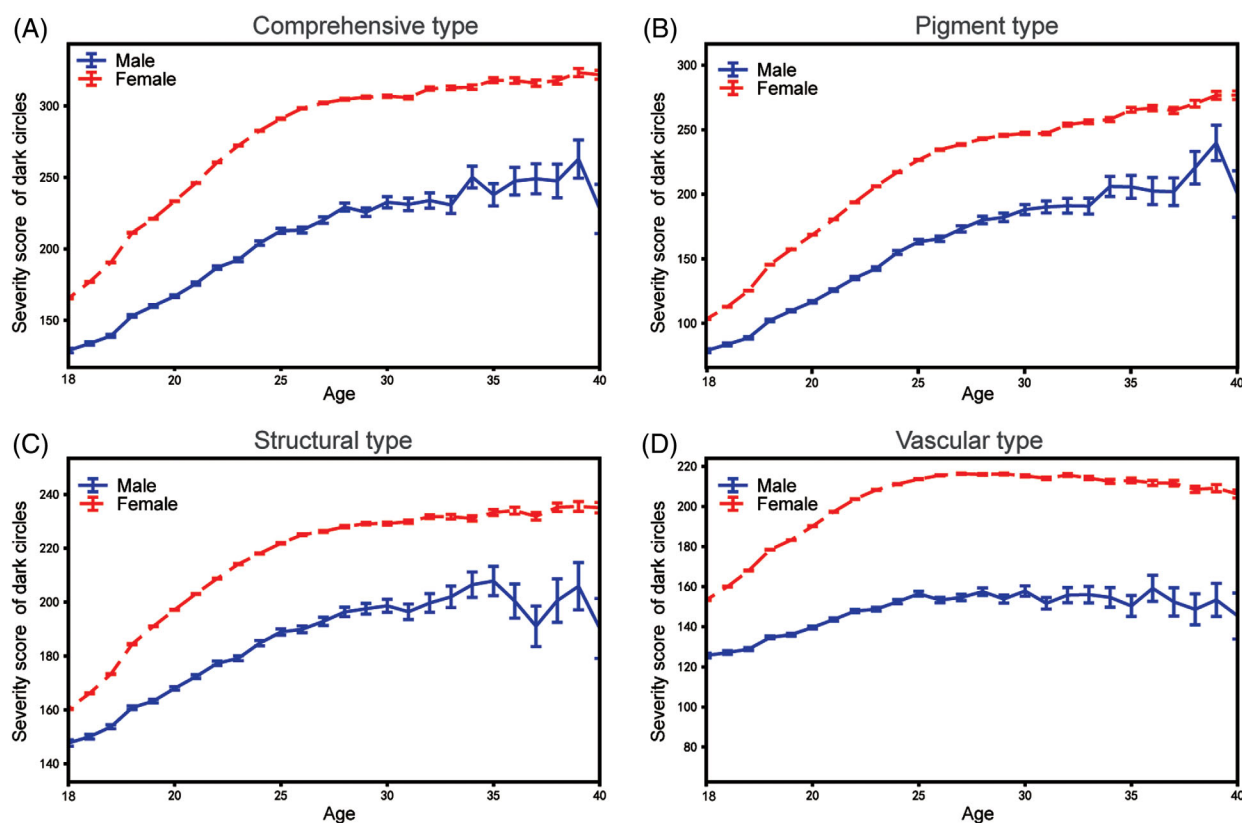 (A)
Comprehensive type
Male
Female
Severity score of dark circles
300
250
200
150
18
20
25
30
35
40
Age
(B)
Pigment type
Male
Female
Severity score of dark circles
300
250
200
150
100
18
20
25
30
35
40
Age
(C)
Structural type
Male
Female
Severity score of dark circles
240
220
200
180
160
140
18
20
25
30
35
40
Age
(D)
Vascular type
Male
Female
Severity score of dark circles
220
200
180
160
140
120
100
80
18
20
25
30
35
40
Age